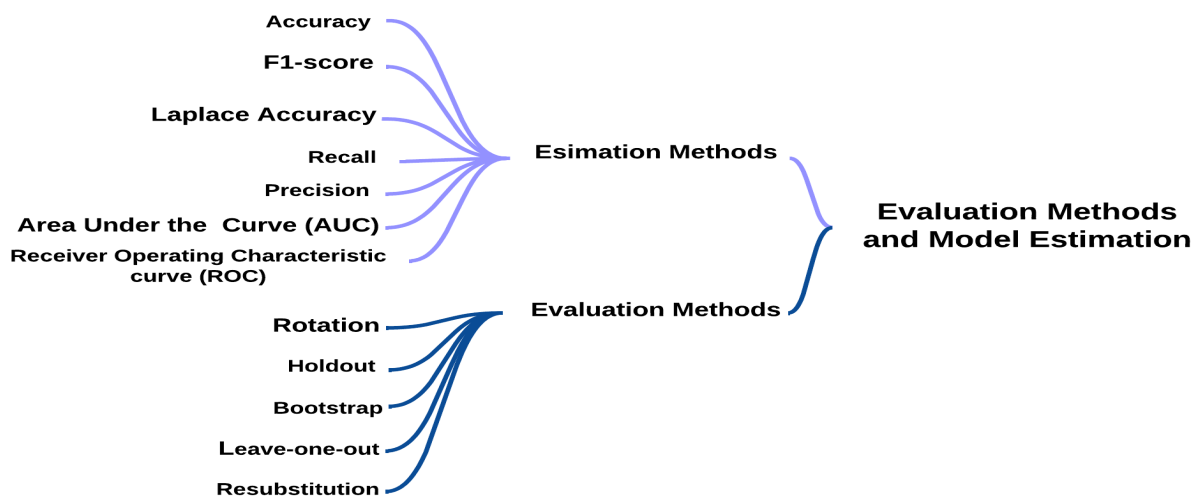 Accuracy
F1-score
Laplace Accuracy
Recall
Precision
Area Under the Curve (AUC)
Receiver Operating Characteristic
curve (ROC)
Esimation Methods
Evaluation Methods
and Model Estimation
Evaluation Methods
Rotation
Holdout
Bootstrap
Leave-one-out
Resubstitution